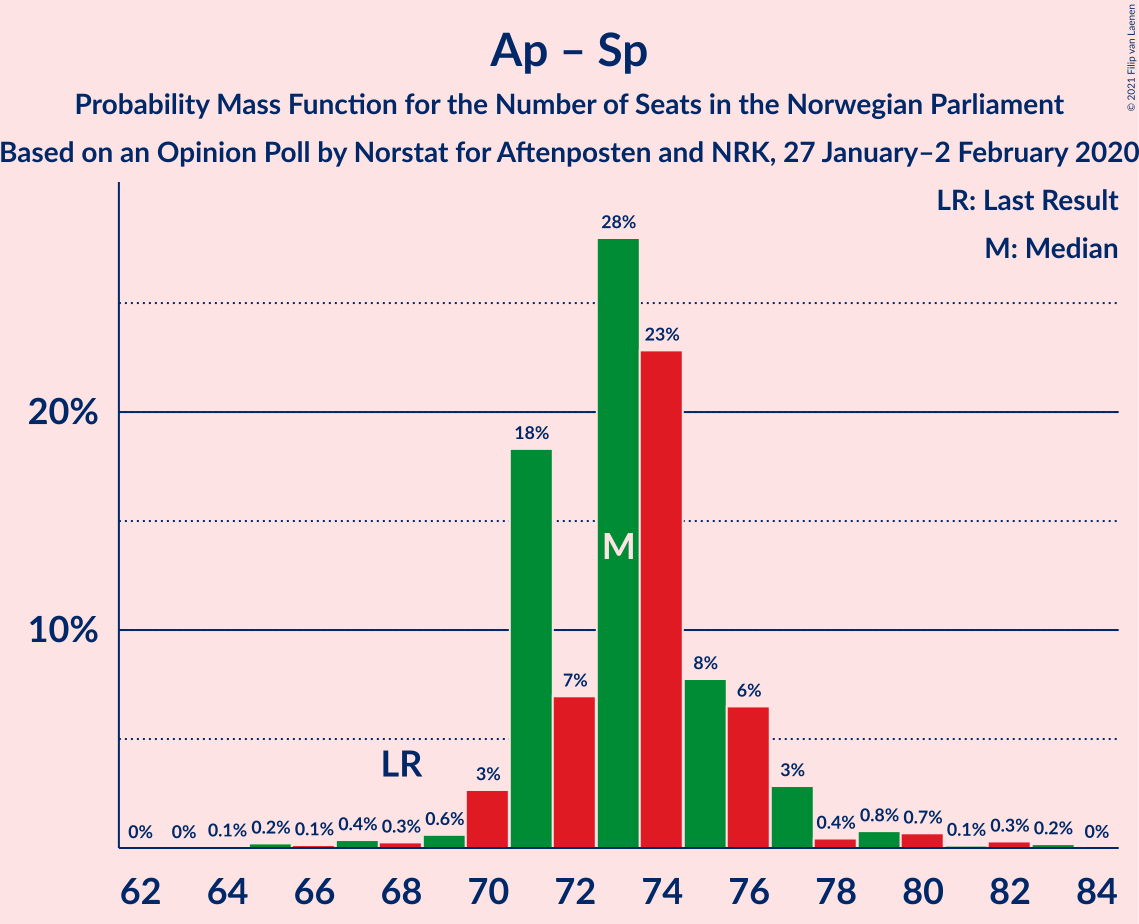 Ap – Sp
Probability Mass Function for the Number of Seats in the Norwegian Parliament
Based on an Opinion Poll by Norstat for Aftenposten and NRK, 27 January–2 February 2020
© 2021 Filip van Laenen
LR: Last Result
M: Median
28%
23%
20%
18%
M
10%
8%
7%
6%
LR
3%
3%
0% 0% 0.1% 0.2% 0.1% 0.4% 0.3% 0.6% 0.4% 0.8% 0.7% 0.1% 0.3% 0.2% 0%
62 64 66 68 70 72 74 76 78 80 82 84